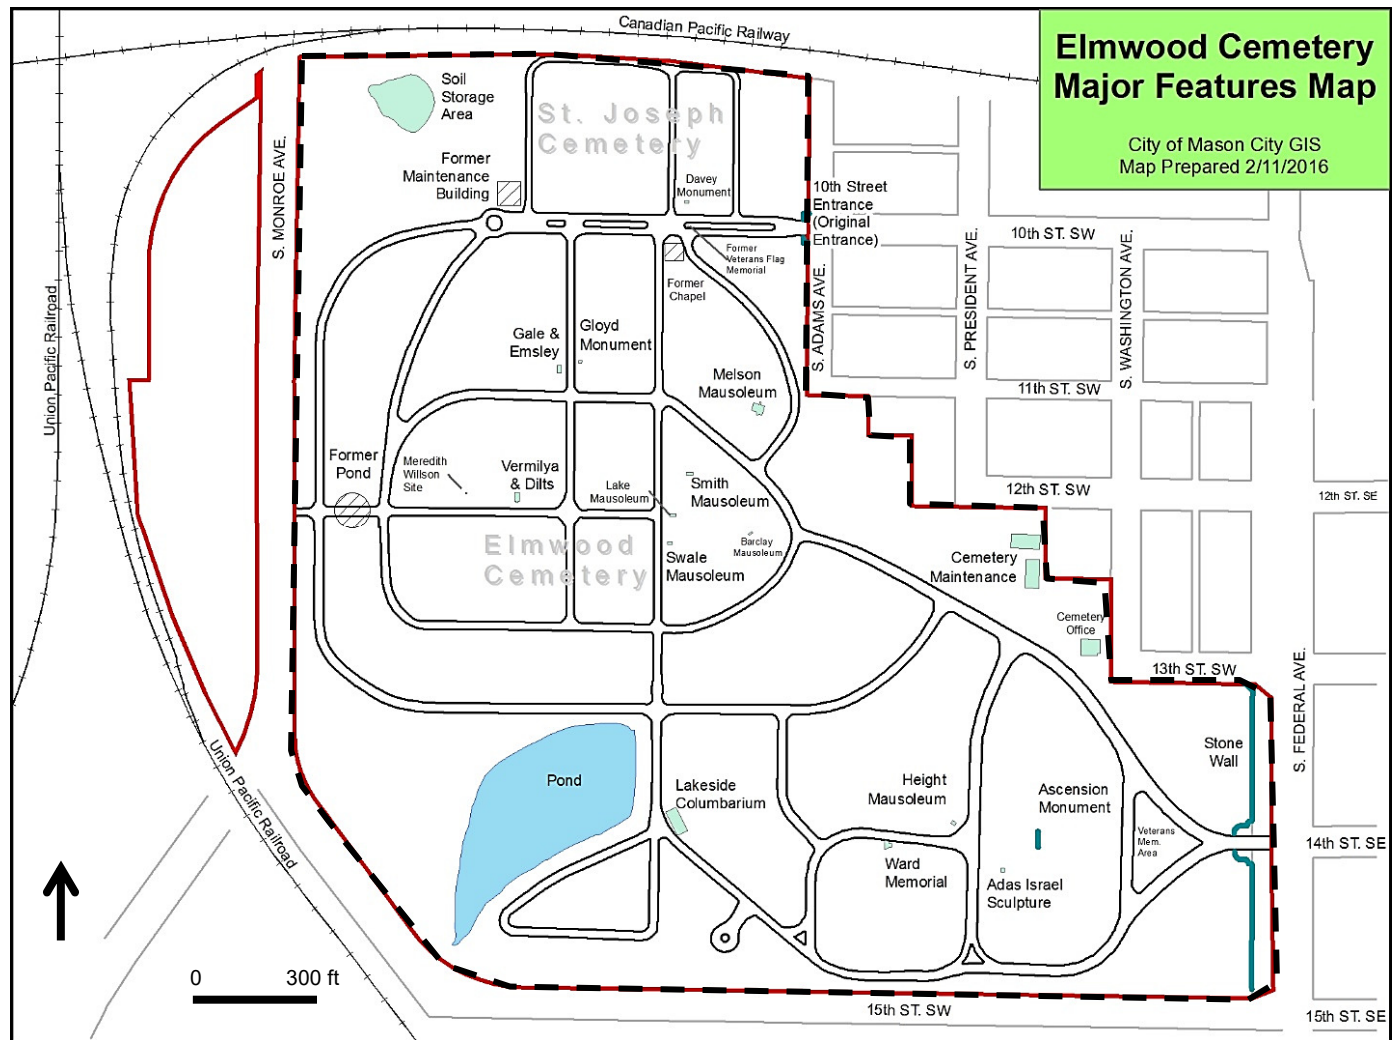 Canadian Pacific Railway
Elmwood Cemetery
Major Features Map
City of Mason City GIS
Map Prepared 2/11/2016
Soil
Storage
Area
St. Joseph
Cemetery
S. MONROE AVE.
Former
Maintenance
Building
Davey
Monument
10th Street
Entrance
(Original
Entrance)
10th ST. SW
Former
Veterans Flag
Memorial
Former
Chapel
S. ADAMS AVE.
S. PRESIDENT AVE.
S. WASHINGTON AVE.
Union Pacific Railroad
Gale &
Emsley
Gloyd
Monument
Melson
Mausoleum
11th ST. SW
Former
Pond
Meredith
Willson
Site
Vermilya
& Dilts
Lake
Mausoleum
Smith
Mausoleum
12th ST. SW
12th ST. SE
Elmwood
Cemetery
Swale
Mausoleum
Barclay
Mausoleum
Cemetery
Maintenance
Cemetery
Office
13th ST. SW
S. FEDERAL AVE.
Stone
Wall
Union Pacific Railroad
Pond
Lakeside
Columbarium
Height
Mausoleum
Ascension
Monument
Veterans
Mem.
Area
14th ST. SE
Ward
Memorial
Adas Israel
Sculpture
0 300 ft
15th ST. SW
15th ST. SE